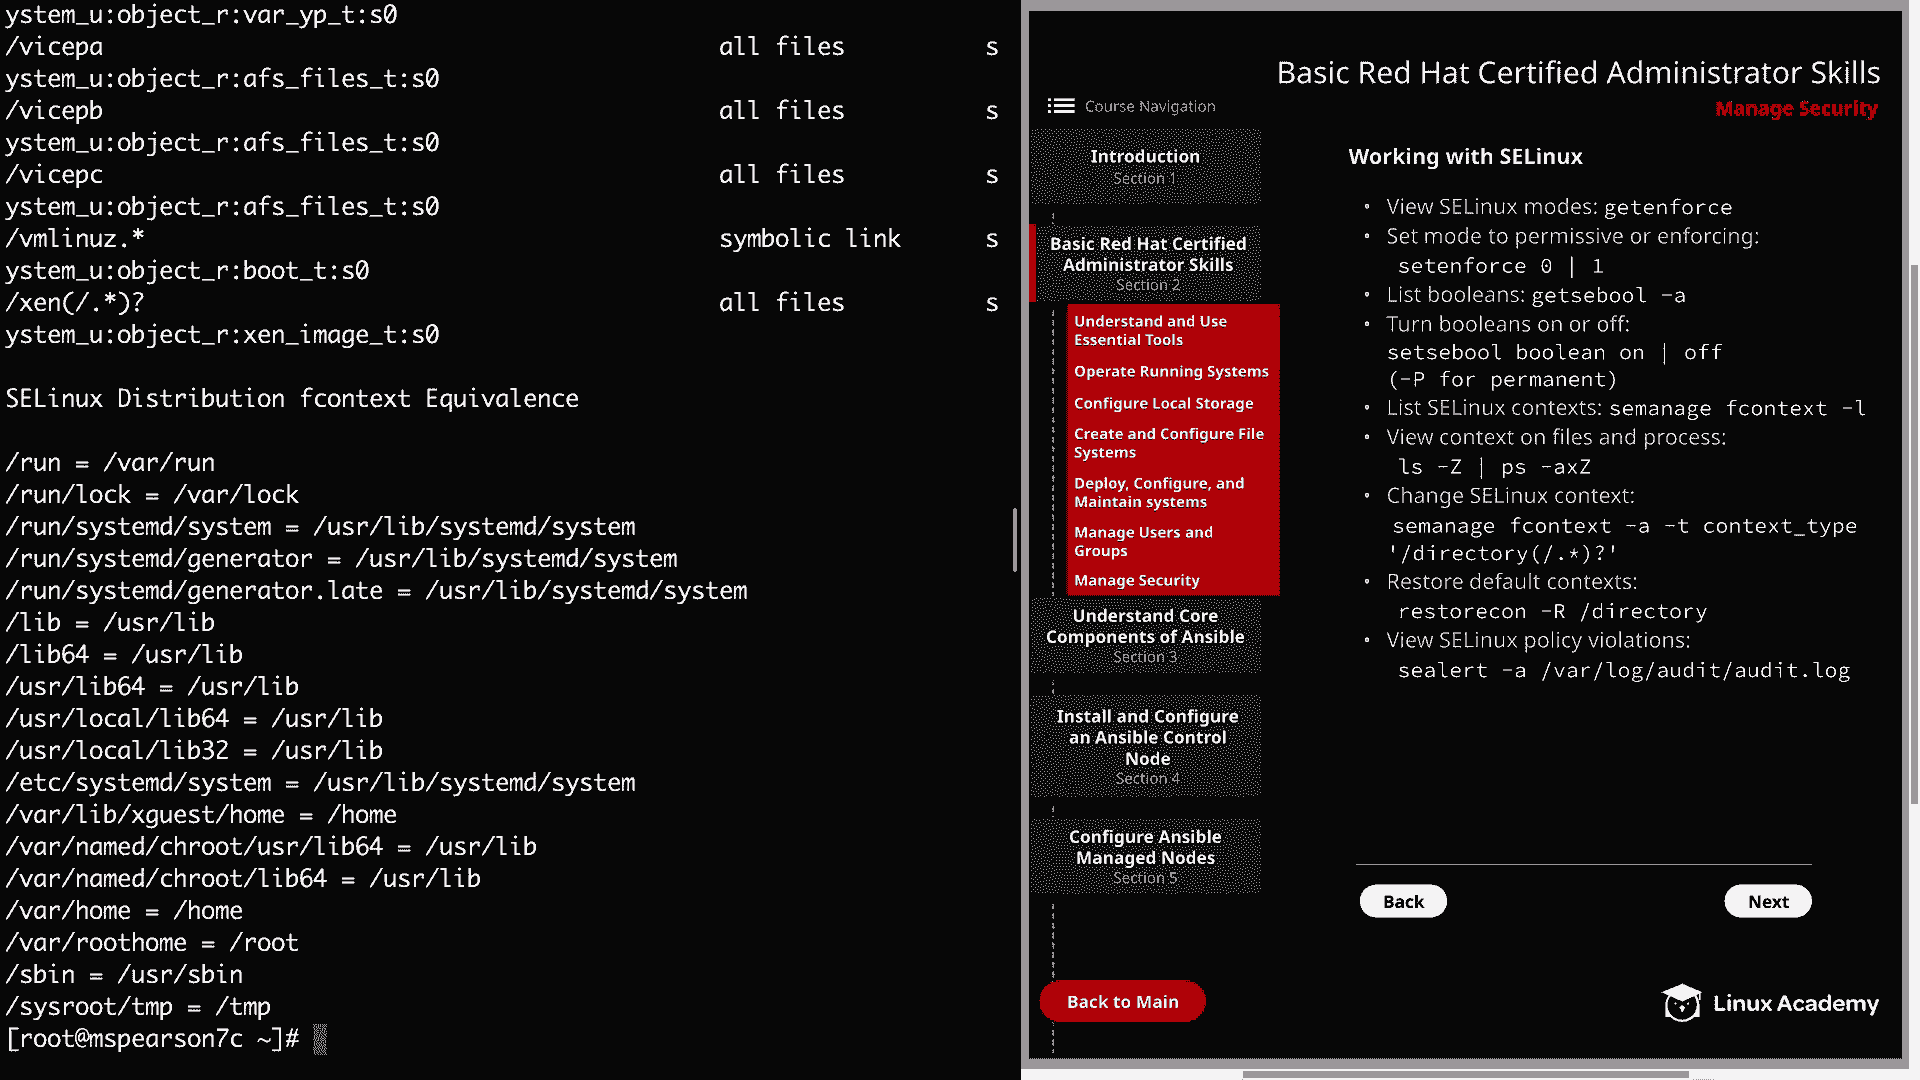 ystem_u:object_r:var_yp_t:s0
/vicepa all files s
ystem_u:object_r:afs_files_t:s0
/vicepb all files s
ystem_u:object_r:afs_files_t:s0
/vicepc all files s
ystem_u:object_r:afs_files_t:s0
/vmlinuz.* symbolic link s
ystem_u:object_r:boot_t:s0
/xen(/.*)? all files s
ystem_u:object_r:xen_image_t:s0
SELinux Distribution fcontext Equivalence
/run = /var/run
/run/lock = /var/lock
/run/systemd/system = /usr/lib/systemd/system
/run/systemd/generator = /usr/lib/systemd/system
/run/systemd/generator.late = /usr/lib/systemd/system
/lib = /usr/lib
/lib64 = /usr/lib
/usr/lib64 = /usr/lib
/usr/local/lib64 = /usr/lib
/usr/local/lib32 = /usr/lib
/etc/systemd/system = /usr/lib/systemd/system
/var/lib/xguest/home = /home
/var/named/chroot/usr/lib64 = /usr/lib
/var/named/chroot/lib64 = /usr/lib
/var/home = /home
/var/roothome = /root
/sbin = /usr/sbin
/sysroot/tmp = /tmp
[root@mspearson7c ~]#
Basic Red Hat Certified Administrator Skills
Manage Security
Course Navigation
Introduction
Section 1
Basic Red Hat Certified
Administrator Skills
Section 2
Understand and Use
Essential Tools
Operate Running Systems
Configure Local Storage
Create and Configure File
Systems
Deploy, Configure, and
Maintain systems
Manage Users and
Groups
Manage Security
Understand Core
Components of Ansible
Section 3
Install and Configure
an Ansible Control
Node
Section 4
Configure Ansible
Managed Nodes
Section 5
Back to Main
Working with SELinux
• View SELinux modes: getenforce
• Set mode to permissive or enforcing:
setenforce 0 | 1
• List booleans: getsebool -a
• Turn booleans on or off:
setsebool boolean on | off
(-P for permanent)
• List SELinux contexts: semanage fcontext -l
• View context on files and process:
ls -Z | ps -axZ
• Change SELinux context:
semanage fcontext -a -t context_type
'/directory(/.*)?'
• Restore default contexts:
restorecon -R /directory
• View SELinux policy violations:
sealert -a /var/log/audit/audit.log
Back
Next
Linux Academy